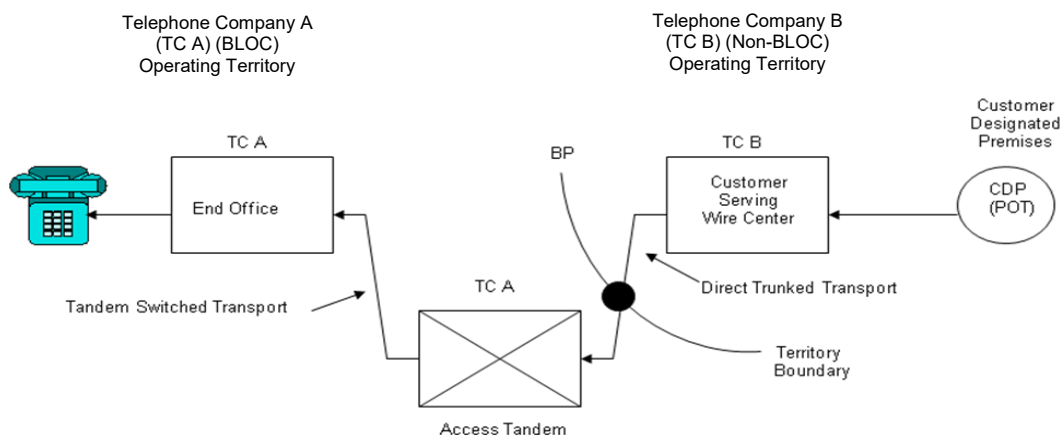 Telephone Company A
(TC A) (BLOC)
Operating Territory
Telephone Company B
(TC B) (Non-BLOC)
Operating Territory
Customer
Designated
Premises
TC A
BP
TC B
End Office
Customer
Serving
Wire Center
CDP
(POT)
Tandem Switched Transport
TC A
Direct Trunked Transport
Territory
Boundary
Access Tandem